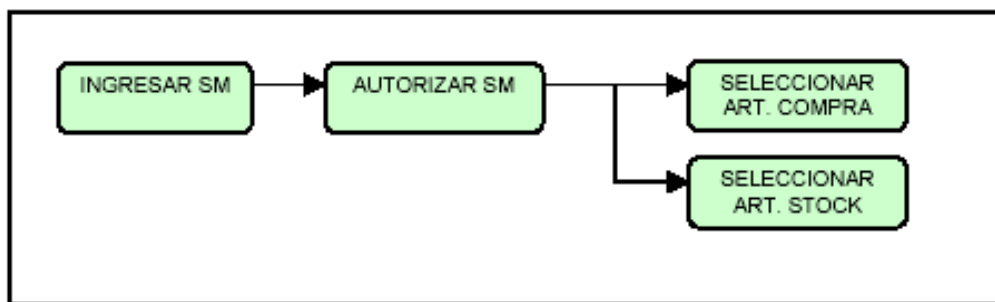 INGRESAR SM
AUTORIZAR SM
SELECCIONAR
ART. COMPRA
SELECCIONAR
ART. STOCK